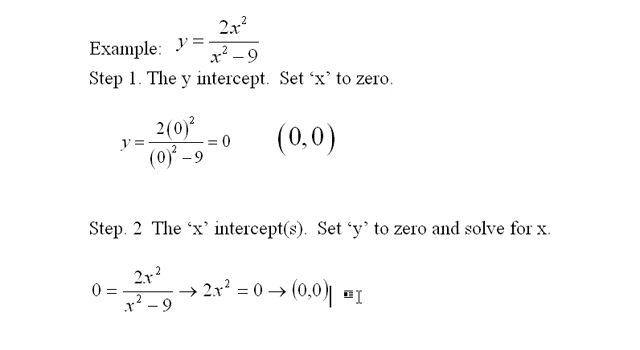 Example: y = 2x²/(x² − 9)
Step 1. The y intercept. Set ‘x’ to zero.
y = 2(0)²/((0)² − 9) = 0 (0,0)
Step. 2 The ‘x’ intercept(s). Set ‘y’ to zero and solve for x.
0 = 2x²/(x² − 9) → 2x² = 0 → (0,0)